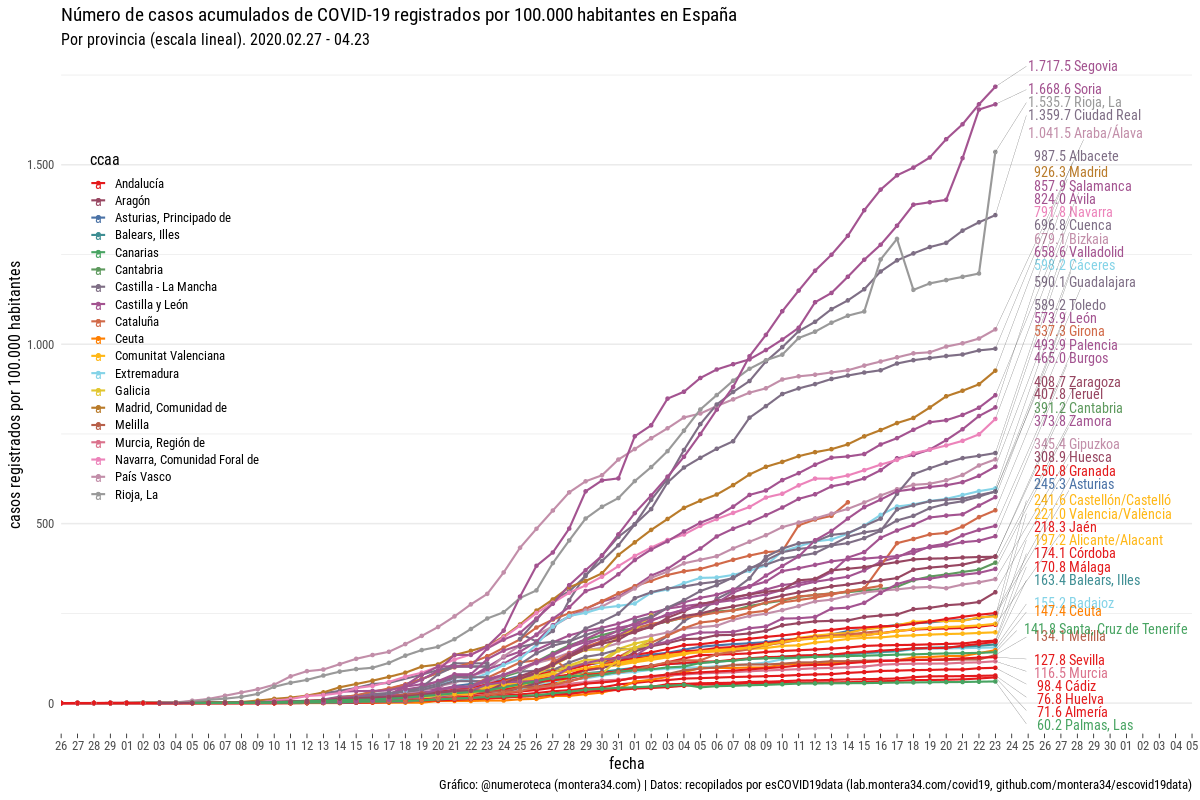 Número de casos acumulados de COVID-19 registrados por 100.000 habitantes en España
Por provincia (escala lineal). 2020.02.27 - 04.23
casos registrados por 100.000 habitantes
1.500
1.000
500
0
ccaa
Andalucía
Aragón
Asturias, Principado de
Balears, Illes
Canarias
Cantabria
Castilla - La Mancha
Castilla y León
Cataluña
Ceuta
Comunitat Valenciana
Extremadura
Galicia
Madrid, Comunidad de
Melilla
Murcia, Región de
Navarra, Comunidad Foral de
País Vasco
Rioja, La
1.717.5 Segovia
1.668.6 Soria
1.535.7 Rioja, La
1.359.7 Ciudad Real
1.041.5 Araba/Álava
987.5 Albacete
926.3 Madrid
857.9 Salamanca
824.0 Ávila
791.8 Navarra
696.8 Cuenca
679.1 Bizkaia
658.6 Valladolid
598.2 Cáceres
590.1 Guadalajara
589.2 Toledo
573.9 León
537.3 Girona
493.9 Palencia
465.0 Burgos
408.7 Zaragoza
407.8 Teruel
391.2 Cantabria
373.8 Zamora
345.4 Gipuzkoa
308.9 Huesca
250.8 Granada
245.3 Asturias
241.6 Castellón/Castelló
221.0 Valencia/València
218.3 Jaén
197.2 Alicante/Alacant
174.1 Córdoba
170.8 Málaga
163.4 Balears, Illes
155.2 Badajoz
147.4 Ceuta
141.8 Santa, Cruz de Tenerife
134.1 Melilla
127.8 Sevilla
116.5 Murcia
98.4 Cádiz
76.8 Huelva
71.6 Almería
60.2 Palmas, Las
26 27 28 29 01 02 03 04 05 06 07 08 09 10 11 12 13 14 15 16 17 18 19 20 21 22 23 24 25 26 27 28 29 30 31 01 02 03 04 05 06 07 08 09 10 11 12 13 14 15 16 17 18 19 20 21 22 23 24 25 26 27 28 29 30 01 02 03 04 05
fecha
Gráfico: @numeroteca (montera34.com) | Datos: recopilados por esCOVID19data (lab.montera34.com/covid19, github.com/montera34/escovid19data)